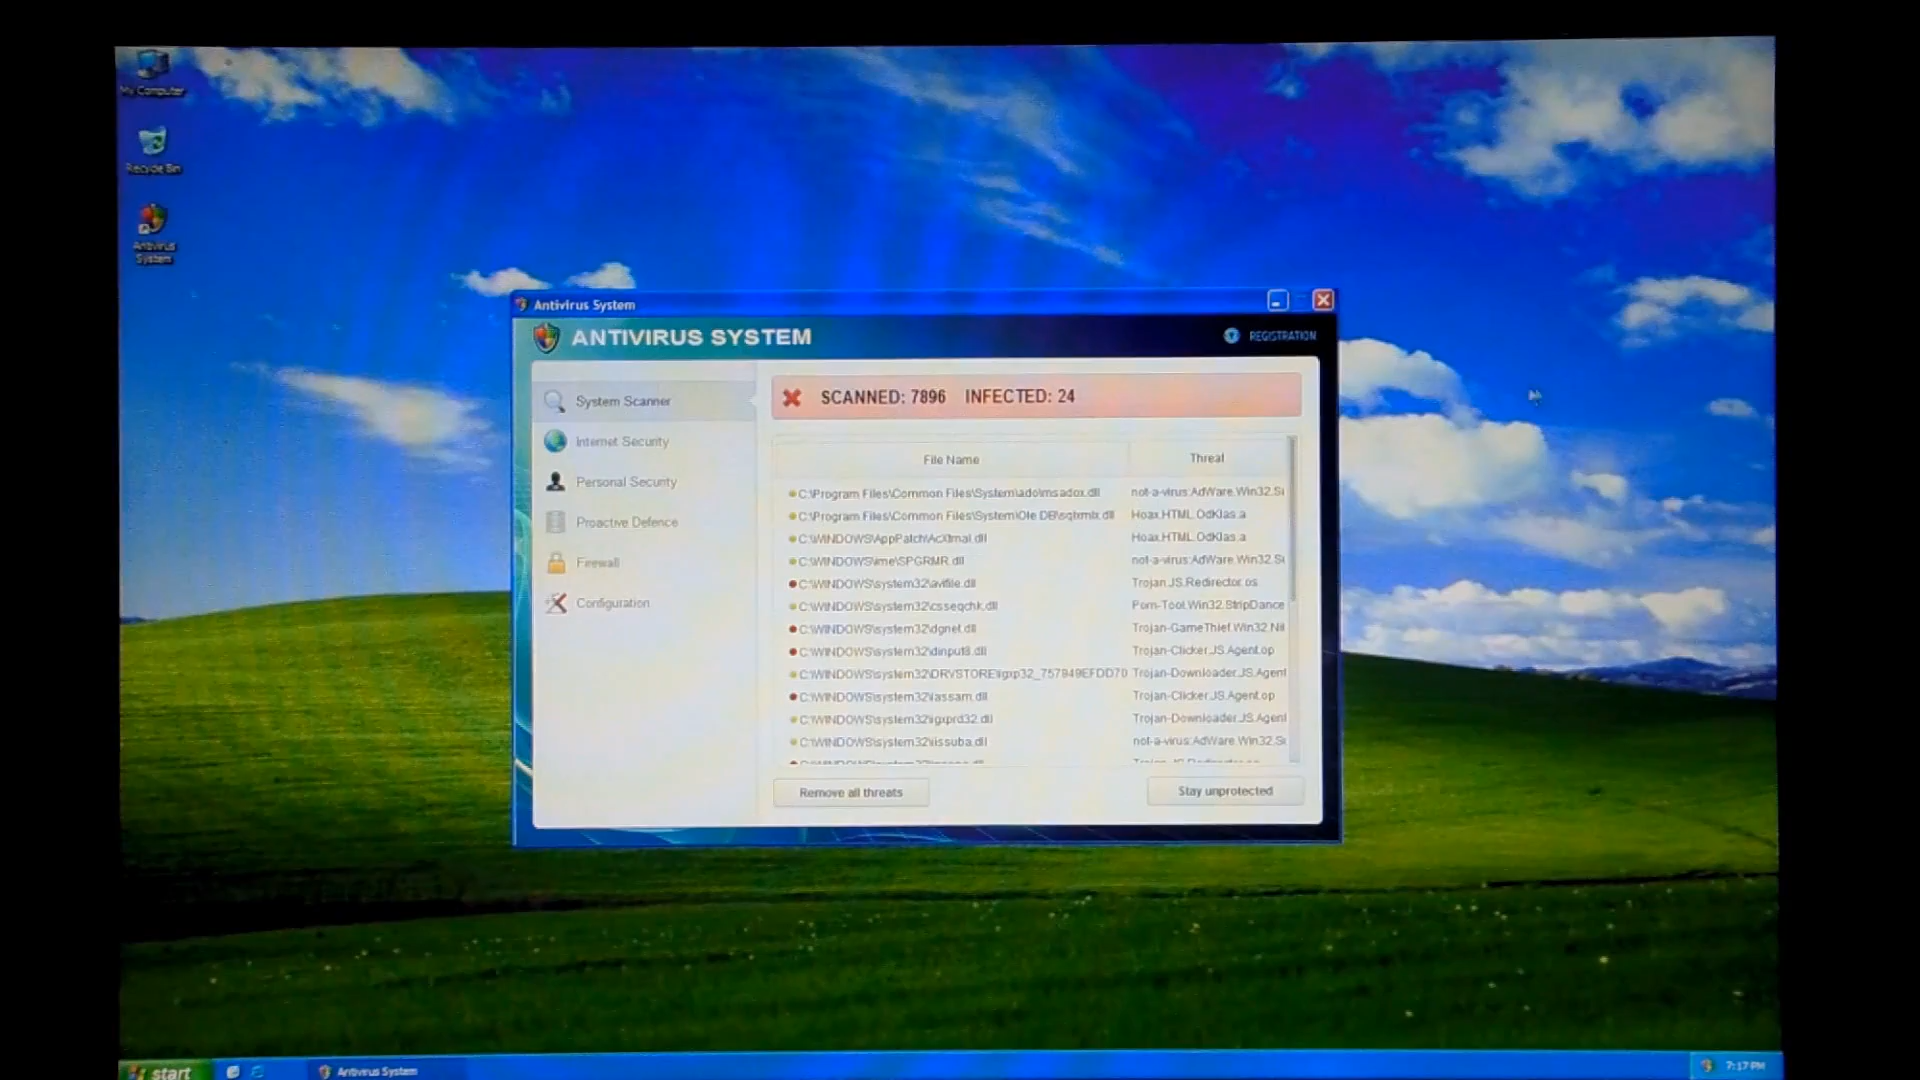 My Computer
Recycle Bin
Antivirus
System
Antivirus System
ANTIVIRUS SYSTEM
REGISTRATION
System Scanner
Internet Security
Personal Security
Proactive Defence
Firewall
Configuration
SCANNED: 7896 INFECTED: 24
File Name Threat
C:\Program Files\Common Files\System\ado\msadox.dll not-a-virus:AdWare.Win32.
C:\Program Files\Common Files\System\Ole DB\sqlxmlx.dll Hoax.HTML.OdKlas.a
C:\WINDOWS\AppPatch\AcXtrnal.dll Hoax.HTML.OdKlas.a
C:\WINDOWS\ime\SPGRMR.dll not-a-virus:AdWare.Win32.
C:\WINDOWS\system32\avifile.dll Trojan.JS.Redirector.os
C:\WINDOWS\system32\csseqchk.dll Porn-Tool.Win32.StripDance
C:\WINDOWS\system32\dgnet.dll Trojan-GameThief.Win32.Nil
C:\WINDOWS\system32\dinput8.dll Trojan-Clicker.JS.Agent.op
C:\WINDOWS\system32\DRVSTORE\igxp32_757949EFDD70 Trojan-Downloader.JS.Agent
C:\WINDOWS\system32\iassam.dll Trojan-Clicker.JS.Agent.op
C:\WINDOWS\system32\igxprd32.dll Trojan-Downloader.JS.Agent
C:\WINDOWS\system32\iissuba.dll not-a-virus:AdWare.Win32.
Remove all threats Stay unprotected
start Antivirus System 7:17 PM